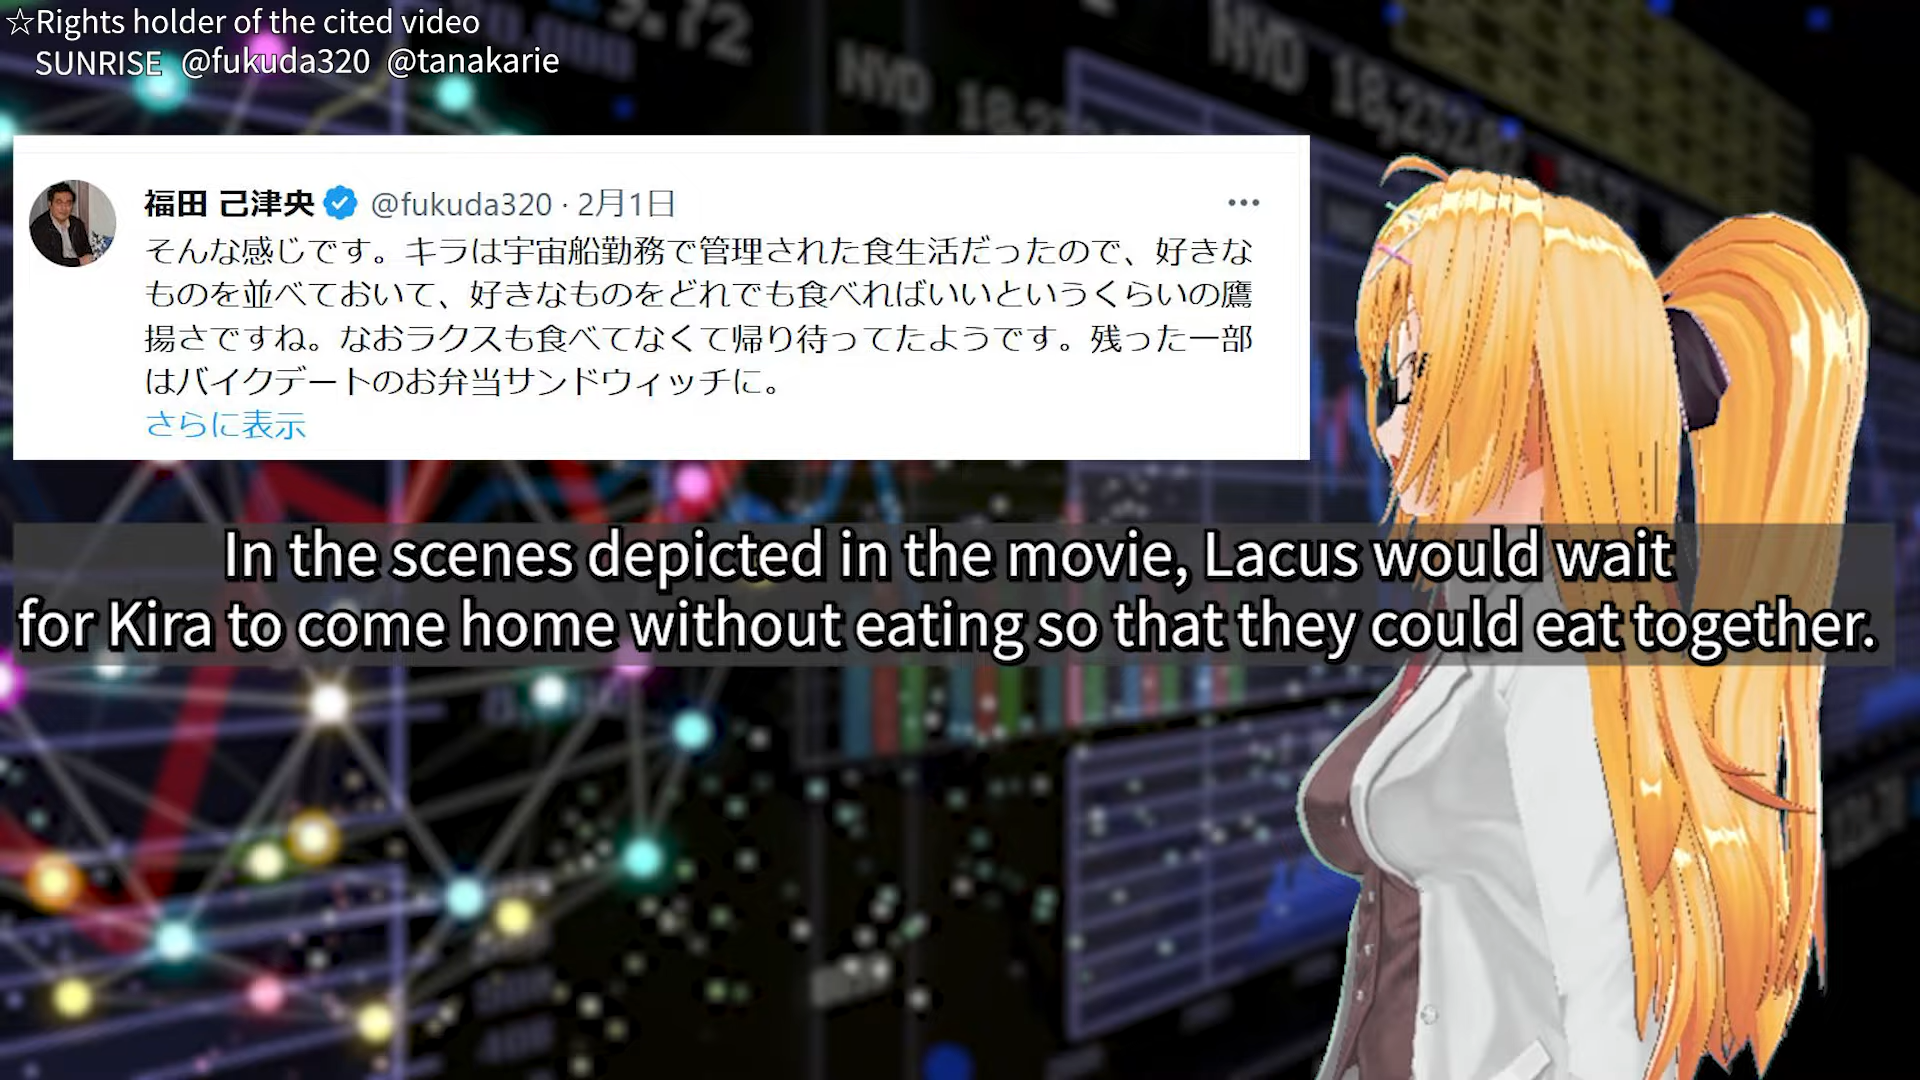 ☆Rights holder of the cited video
SUNRISE @fukuda320 @tanakarie
福田 己津央 @fukuda320 · 2月1日
そんな感じです。キラは宇宙船勤務で管理された食生活だったので、好きな
ものを並べておいて、好きなものをどれでも食べればいいというくらいの鷹
揚さですね。なおラクスも食べてなくて帰り待ってたようです。残った一部
はバイクデートのお弁当サンドウィッチに。
さらに表示
In the scenes depicted in the movie, Lacus would wait
for Kira to come home without eating so that they could eat together.
NYD 18,2
NYD 18,232.02